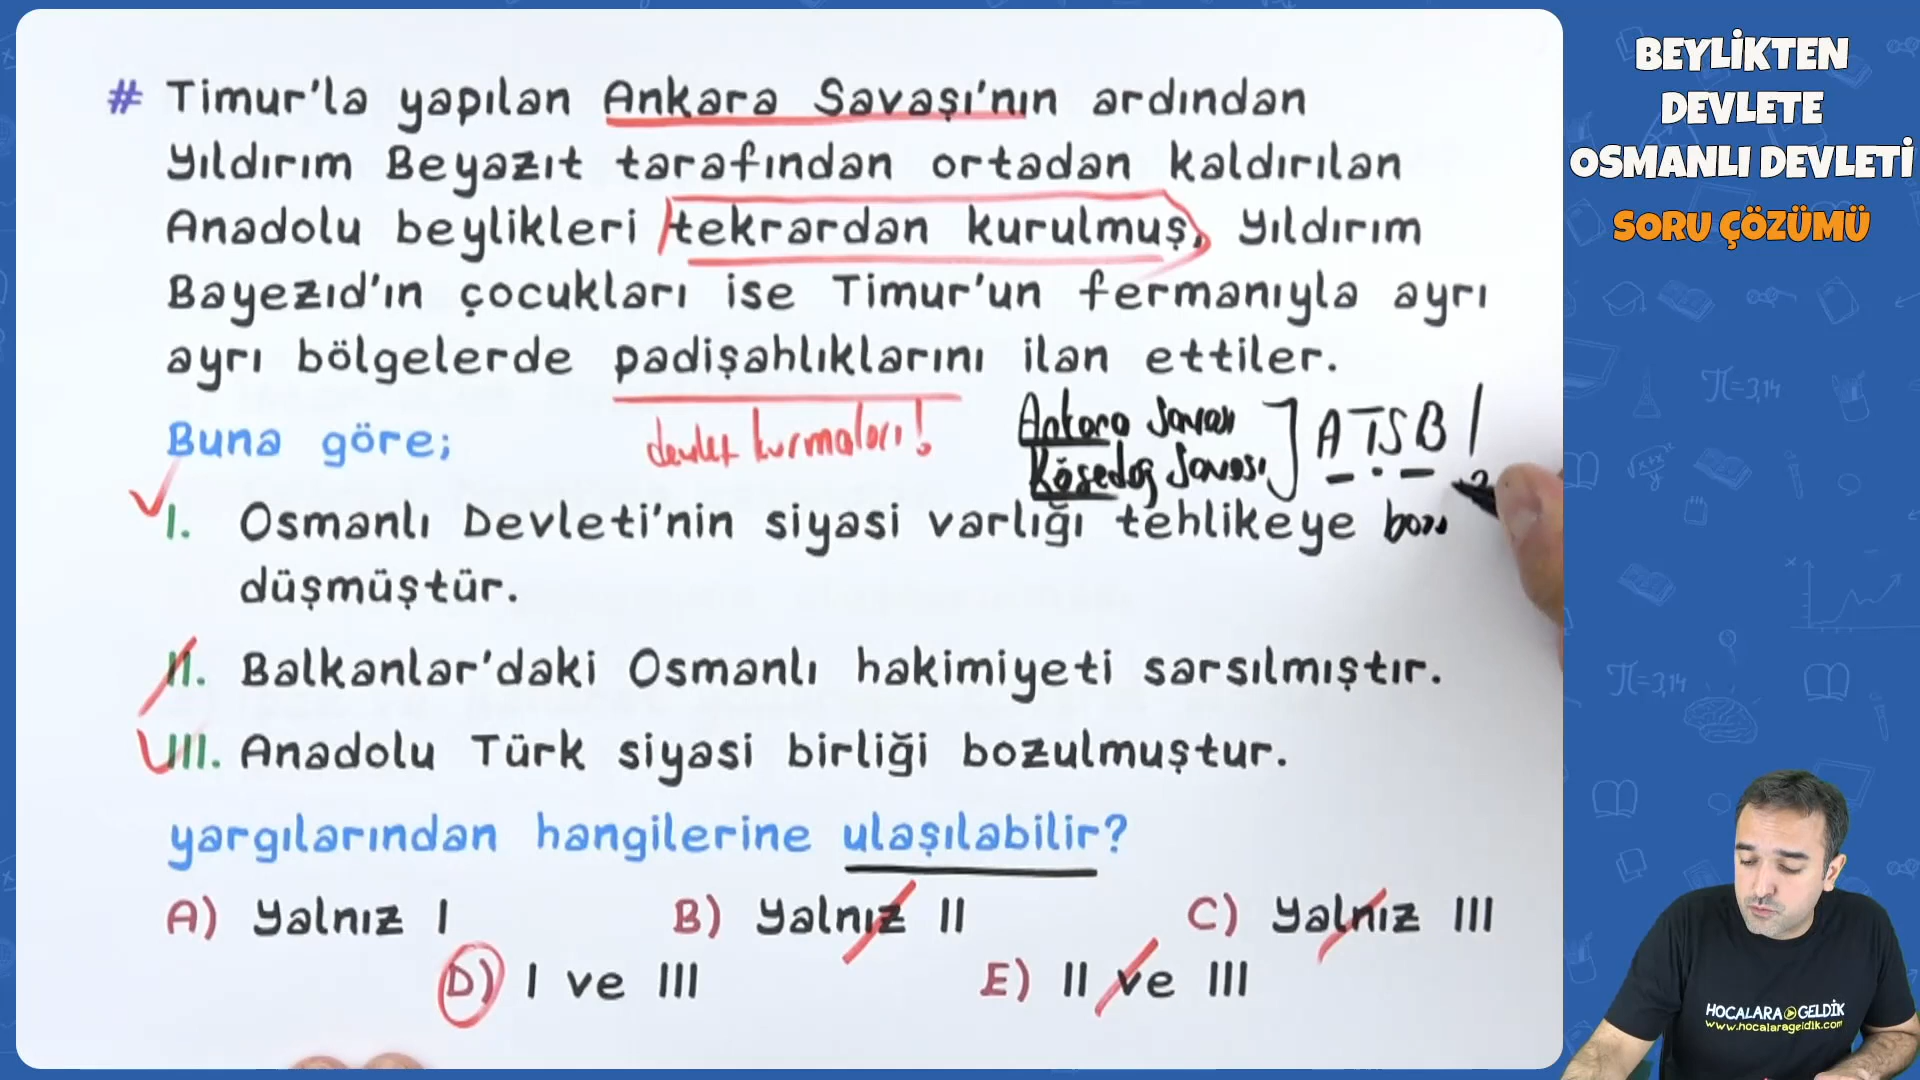 # Timur'la yapılan Ankara Savaşı'nın ardından
Yıldırım Beyazıt tarafından ortadan kaldırılan
Anadolu beylikleri tekrardan kurulmuş, Yıldırım
Bayezıd'ın çocukları ise Timur'un fermanıyla ayrı
ayrı bölgelerde padişahlıklarını ilan ettiler.
devlet kurmaları!
Ankara Savaşı
Kösedağ Savaşı
ATSB
Buna göre;
I. Osmanlı Devleti'nin siyasi varlığı tehlikeye
düşmüştür.
II. Balkanlar'daki Osmanlı hakimiyeti sarsılmıştır.
III. Anadolu Türk siyasi birliği bozulmuştur.
yargılarından hangilerine ulaşılabilir?
A) Yalnız I B) Yalnız II C) Yalnız III
D) I ve III E) II ve III
BEYLİKTEN
DEVLETE
OSMANLI DEVLETİ
SORU ÇÖZÜMÜ
π=3,14
π=3,14
HOCALARA GELDİK
www.hocalarageldik.com